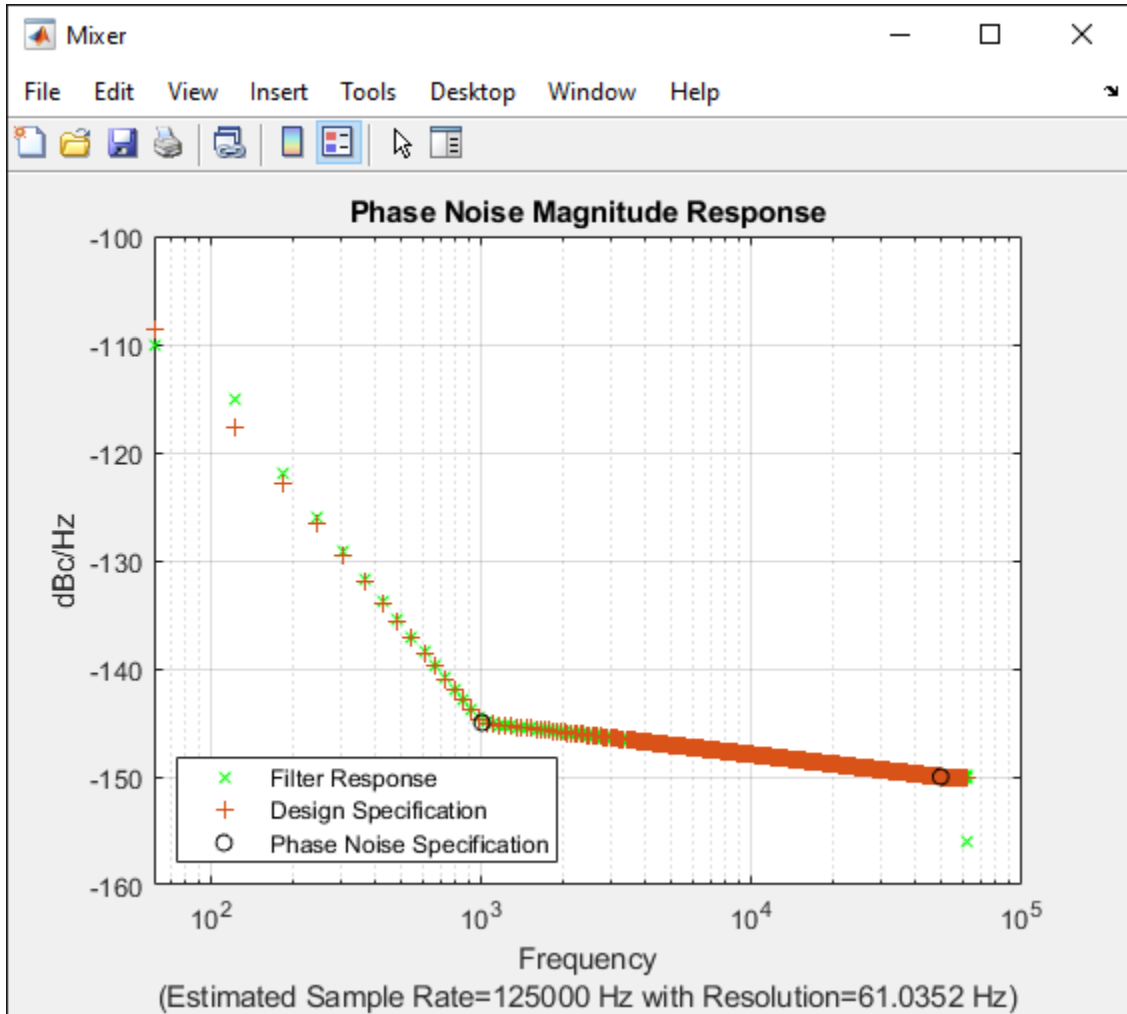 Mixer
File Edit View Insert Tools Desktop Window Help
Phase Noise Magnitude Response
-100
-110
-120
-130
-140
-150
-160
dBc/Hz
Filter Response
Design Specification
Phase Noise Specification
10^2 10^3 10^4 10^5
Frequency
(Estimated Sample Rate=125000 Hz with Resolution=61.0352 Hz)